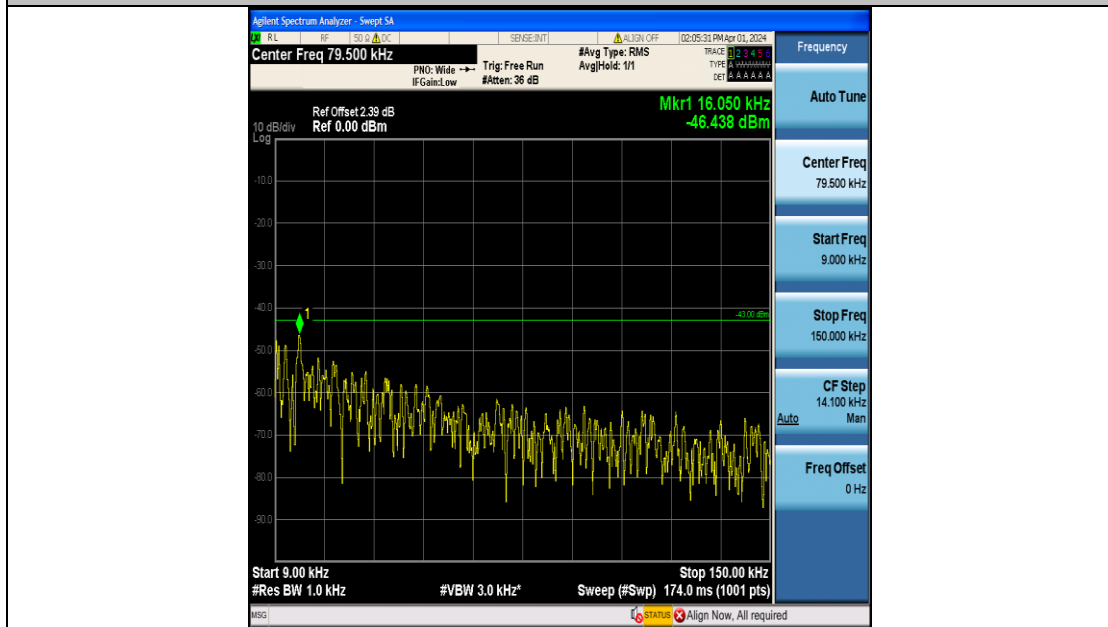 Agilent Spectrum Analyzer - Swept SA
RL RF 50 Ω DC SENSE:INT ALIGN OFF 02:05:31 PM Apr 01, 2024
Center Freq 79.500 kHz
PNO: Wide
IFGain:Low
Trig: Free Run
#Atten: 36 dB
#Avg Type: RMS
Avg|Hold: 1/1
TRACE 1 2 3 4 5 6
TYPE A
DET A A A A A A
Frequency
Mkr1 16.050 kHz
-46.438 dBm
Ref Offset 2.39 dB
10 dB/div Ref 0.00 dBm
Log
-10.0
-20.0
-30.0
-40.0
-50.0
-60.0
-70.0
-80.0
-90.0
1
-43.00 dBm
Start 9.00 kHz Stop 150.00 kHz
#Res BW 1.0 kHz #VBW 3.0 kHz* Sweep (#Swp) 174.0 ms (1001 pts)
Auto Tune
Center Freq
79.500 kHz
Start Freq
9.000 kHz
Stop Freq
150.000 kHz
CF Step
14.100 kHz
Auto Man
Freq Offset
0 Hz
MSG STATUS Align Now, All required